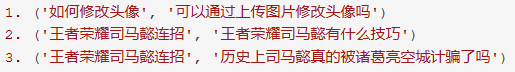 1. ('如何修改头像', '可以通过上传图片修改头像吗')
2. ('王者荣耀司马懿连招', '王者荣耀司马懿有什么技巧')
3. ('王者荣耀司马懿连招', '历史上司马懿真的被诸葛亮空城计骗了吗')